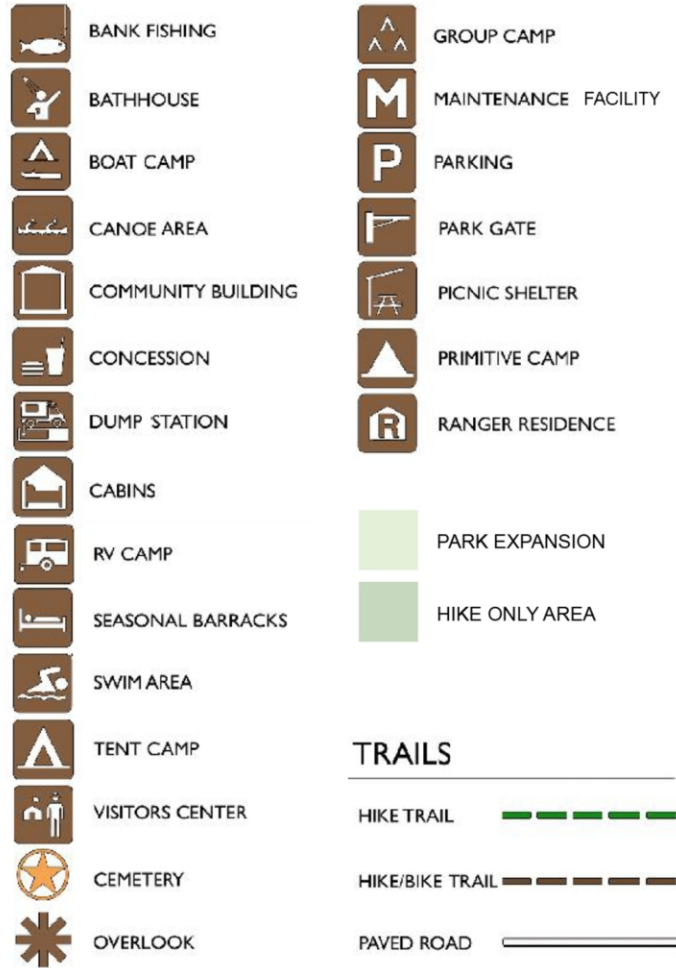 BANK FISHING
BATHHOUSE
BOAT CAMP
CANOE AREA
COMMUNITY BUILDING
CONCESSION
DUMP STATION
CABINS
RV CAMP
SEASONAL BARRACKS
SWIM AREA
TENT CAMP
VISITORS CENTER
CEMETERY
OVERLOOK
GROUP CAMP
M MAINTENANCE FACILITY
P PARKING
PARK GATE
PICNIC SHELTER
PRIMITIVE CAMP
R RANGER RESIDENCE
PARK EXPANSION
HIKE ONLY AREA
TRAILS
HIKE TRAIL
HIKE/BIKE TRAIL
PAVED ROAD